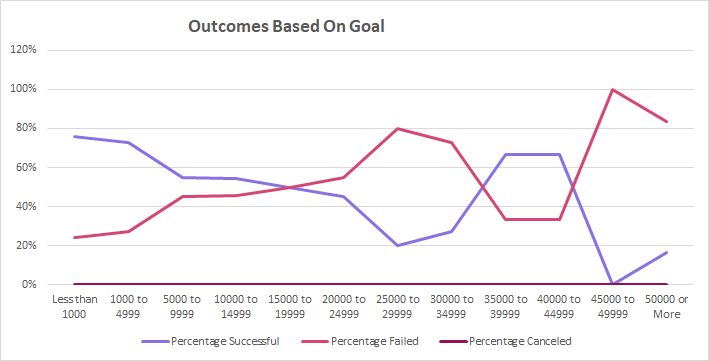 Outcomes Based On Goal
120%
100%
80%
60%
40%
20%
0%
Less than 1000 to 5000 to 10000 to 15000 to 20000 to 25000 to 30000 to 35000 to 40000 to 45000 to 50000 or
1000 4999 9999 14999 19999 24999 29999 34999 39999 44999 49999 More
Percentage Successful Percentage Failed Percentage Canceled